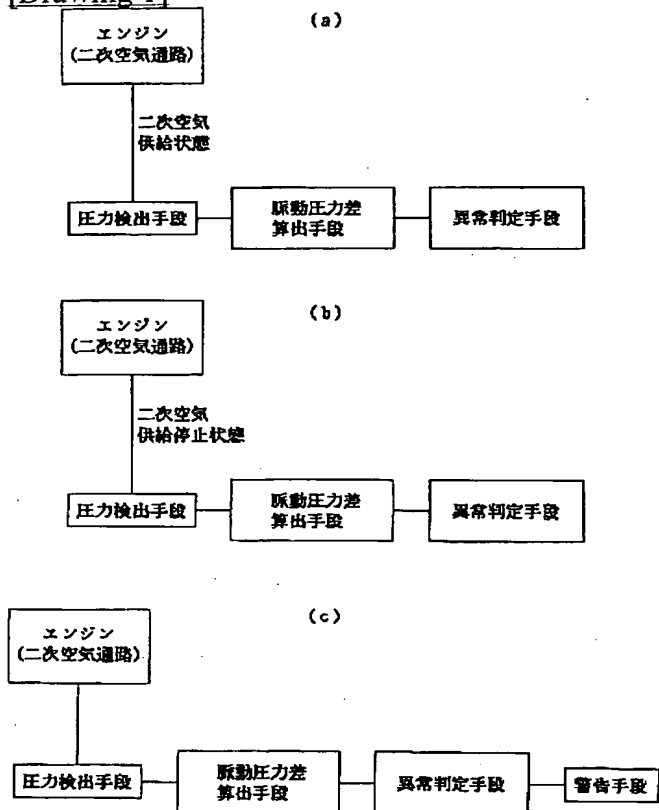 [Drawing 1]
(a)
エンジン
(二次空気通路)
二次空気
供給状態
圧力検出手段
脈動圧力差
算出手段
異常判定手段
(b)
エンジン
(二次空気通路)
二次空気
供給停止状態
圧力検出手段
脈動圧力差
算出手段
異常判定手段
(c)
エンジン
(二次空気通路)
圧力検出手段
脈動圧力差
算出手段
異常判定手段
警告手段